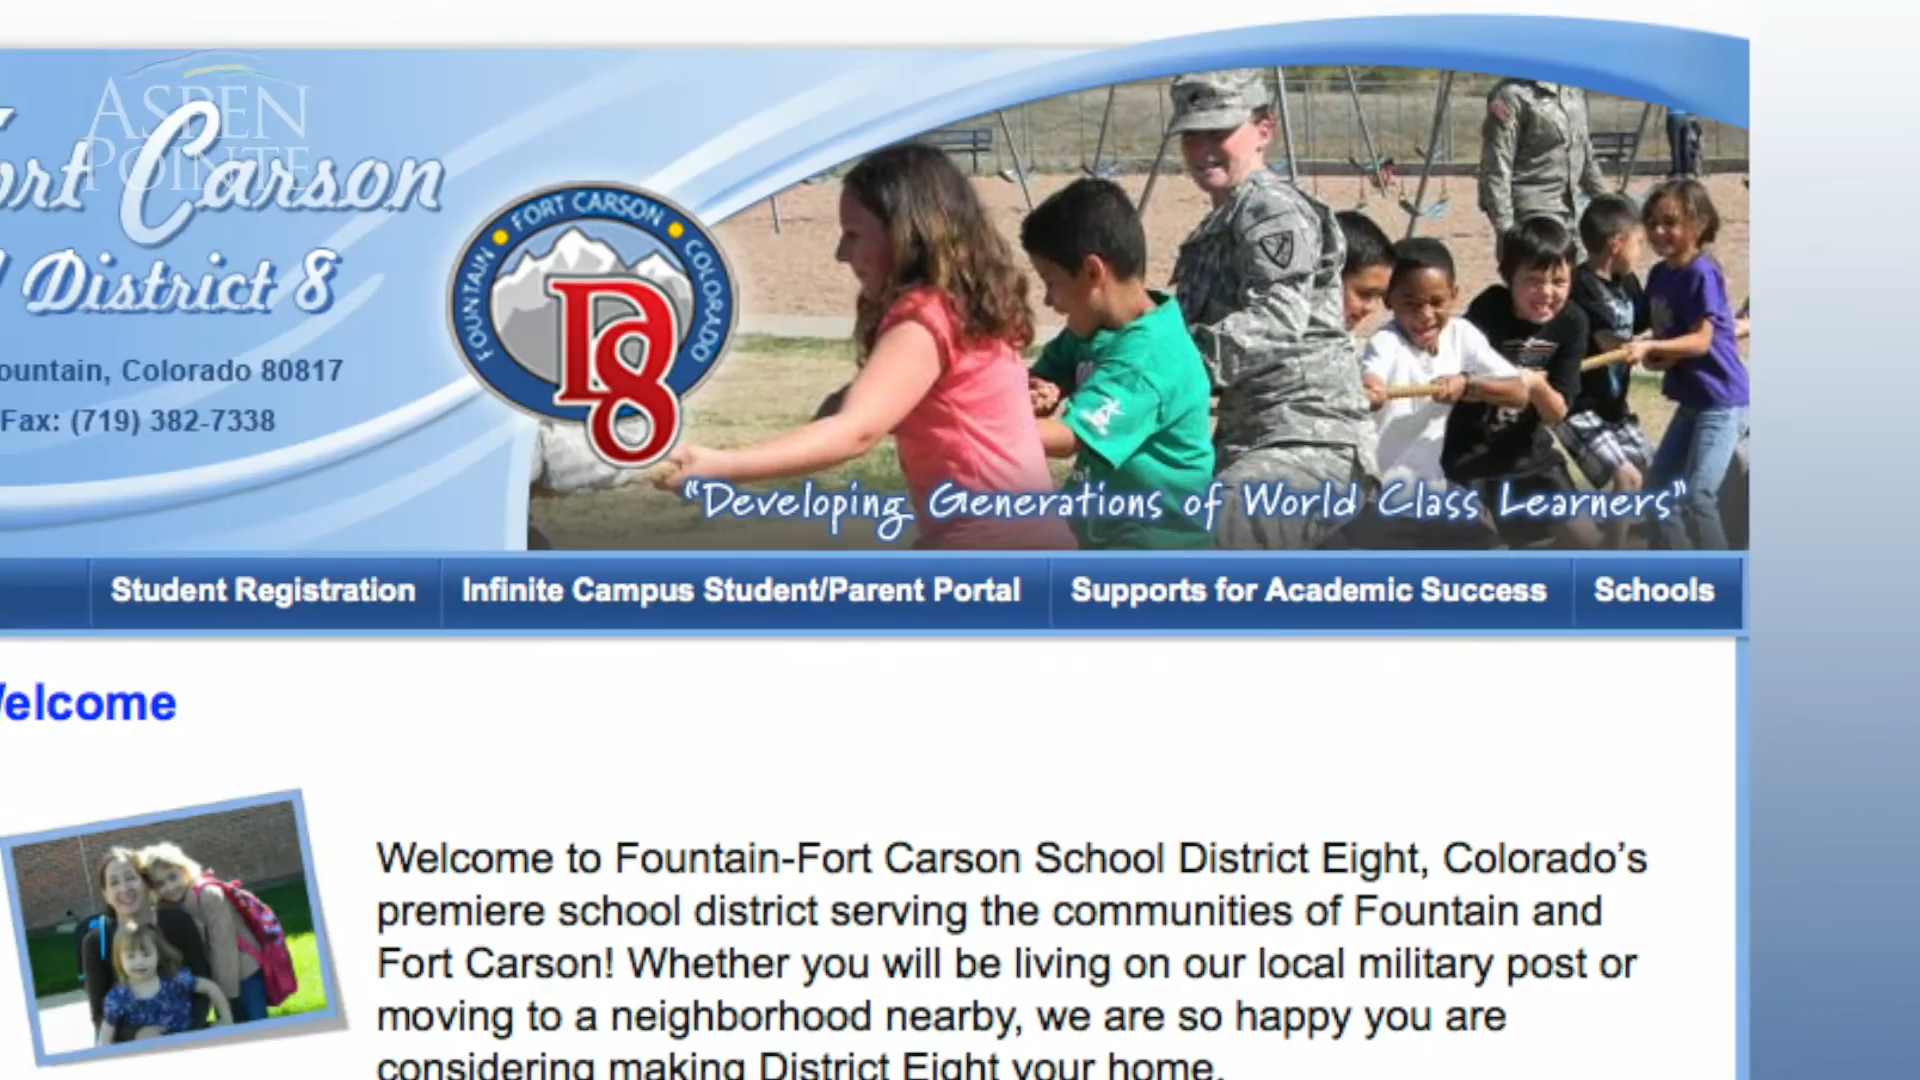 ASPEN
POINTE
ort Carson
District 8
ountain, Colorado 80817
Fax: (719) 382-7338
FOUNTAIN FORT CARSON COLORADO
D8
"Developing Generations of World Class Learners"
Student Registration
Infinite Campus Student/Parent Portal
Supports for Academic Success
Schools
Welcome
Welcome to Fountain-Fort Carson School District Eight, Colorado’s
premiere school district serving the communities of Fountain and
Fort Carson! Whether you will be living on our local military post or
moving to a neighborhood nearby, we are so happy you are
considering making District Eight your home.